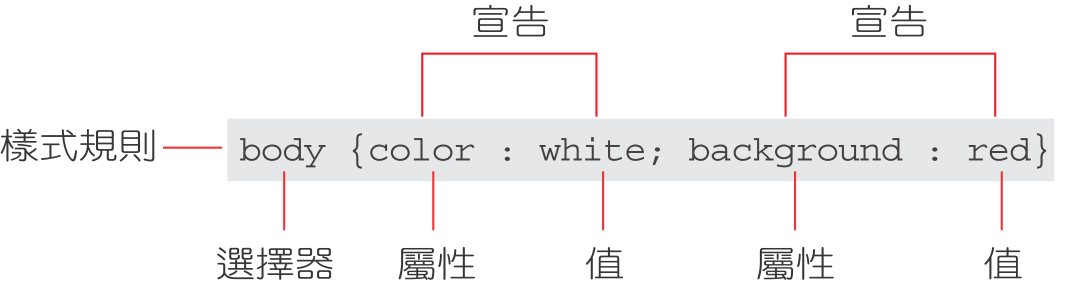 宣告 宣告
樣式規則 body {color : white; background : red}
選擇器 屬性 值 屬性 值